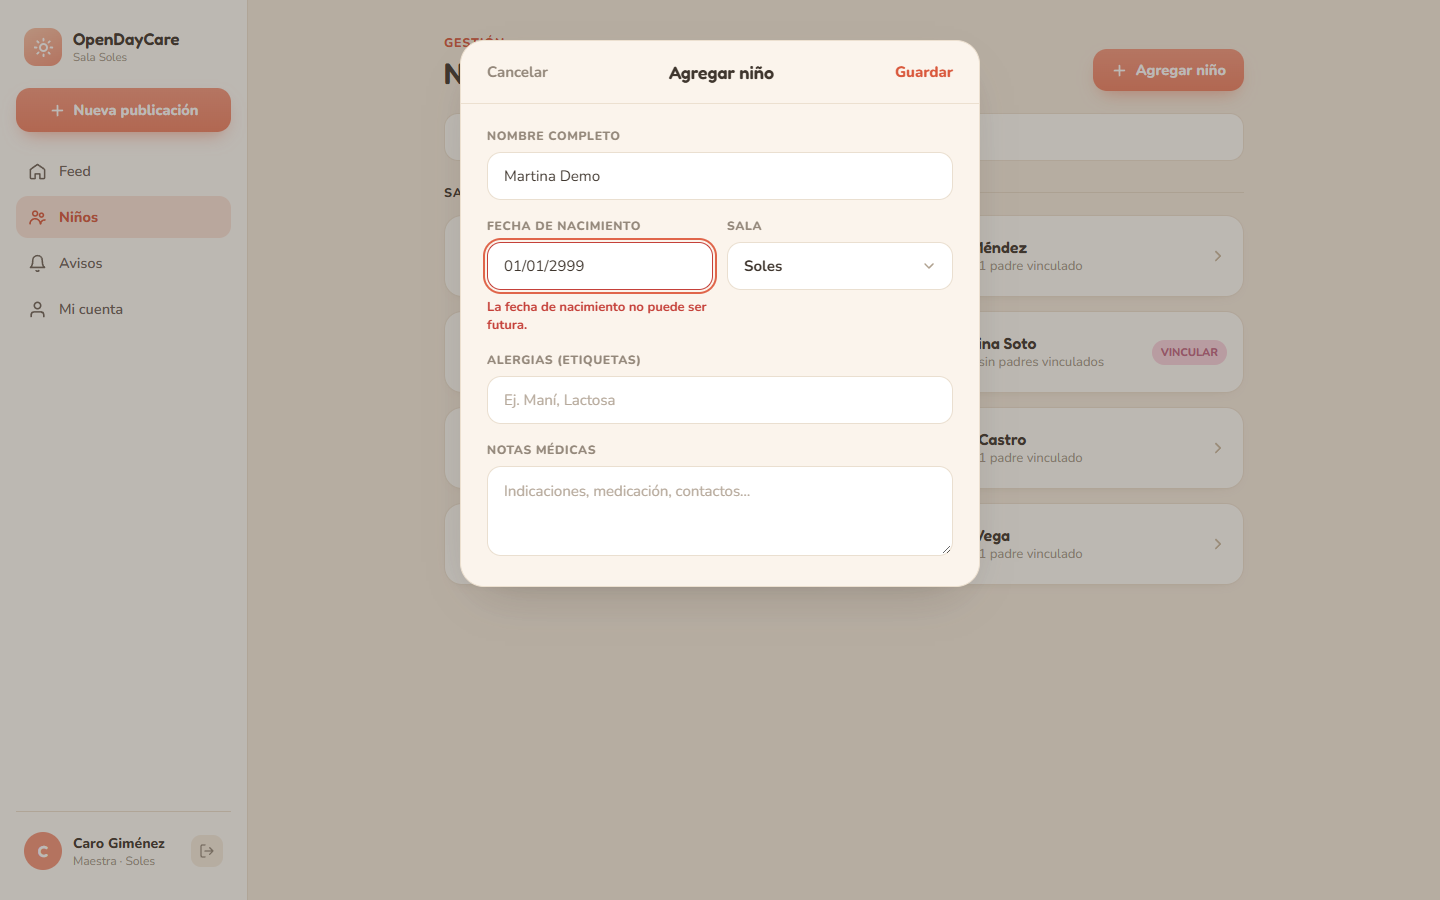 OpenDayCare
Sala Soles
Nueva publicación
Feed
Niños
Avisos
Mi cuenta
Caro Giménez
Maestra · Soles
Agregar niño
Cancelar
Agregar niño
Guardar
NOMBRE COMPLETO
Martina Demo
FECHA DE NACIMIENTO
SALA
01/01/2999
Soles
La fecha de nacimiento no puede ser
futura.
ALERGIAS (ETIQUETAS)
Ej. Maní, Lactosa
NOTAS MÉDICAS
Indicaciones, medicación, contactos...
1 padre vinculado
Soto
sin padres vinculados
VINCULAR
Castro
1 padre vinculado
1 padre vinculado